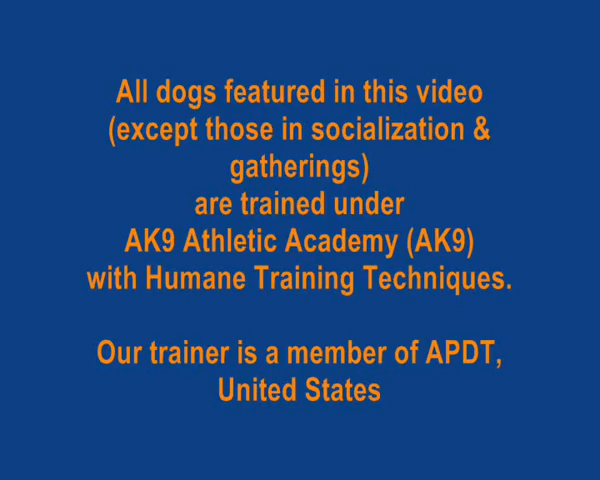 All dogs featured in this video
(except those in socialization &
gatherings)
are trained under
AK9 Athletic Academy (AK9)
with Humane Training Techniques.
Our trainer is a member of APDT,
United States